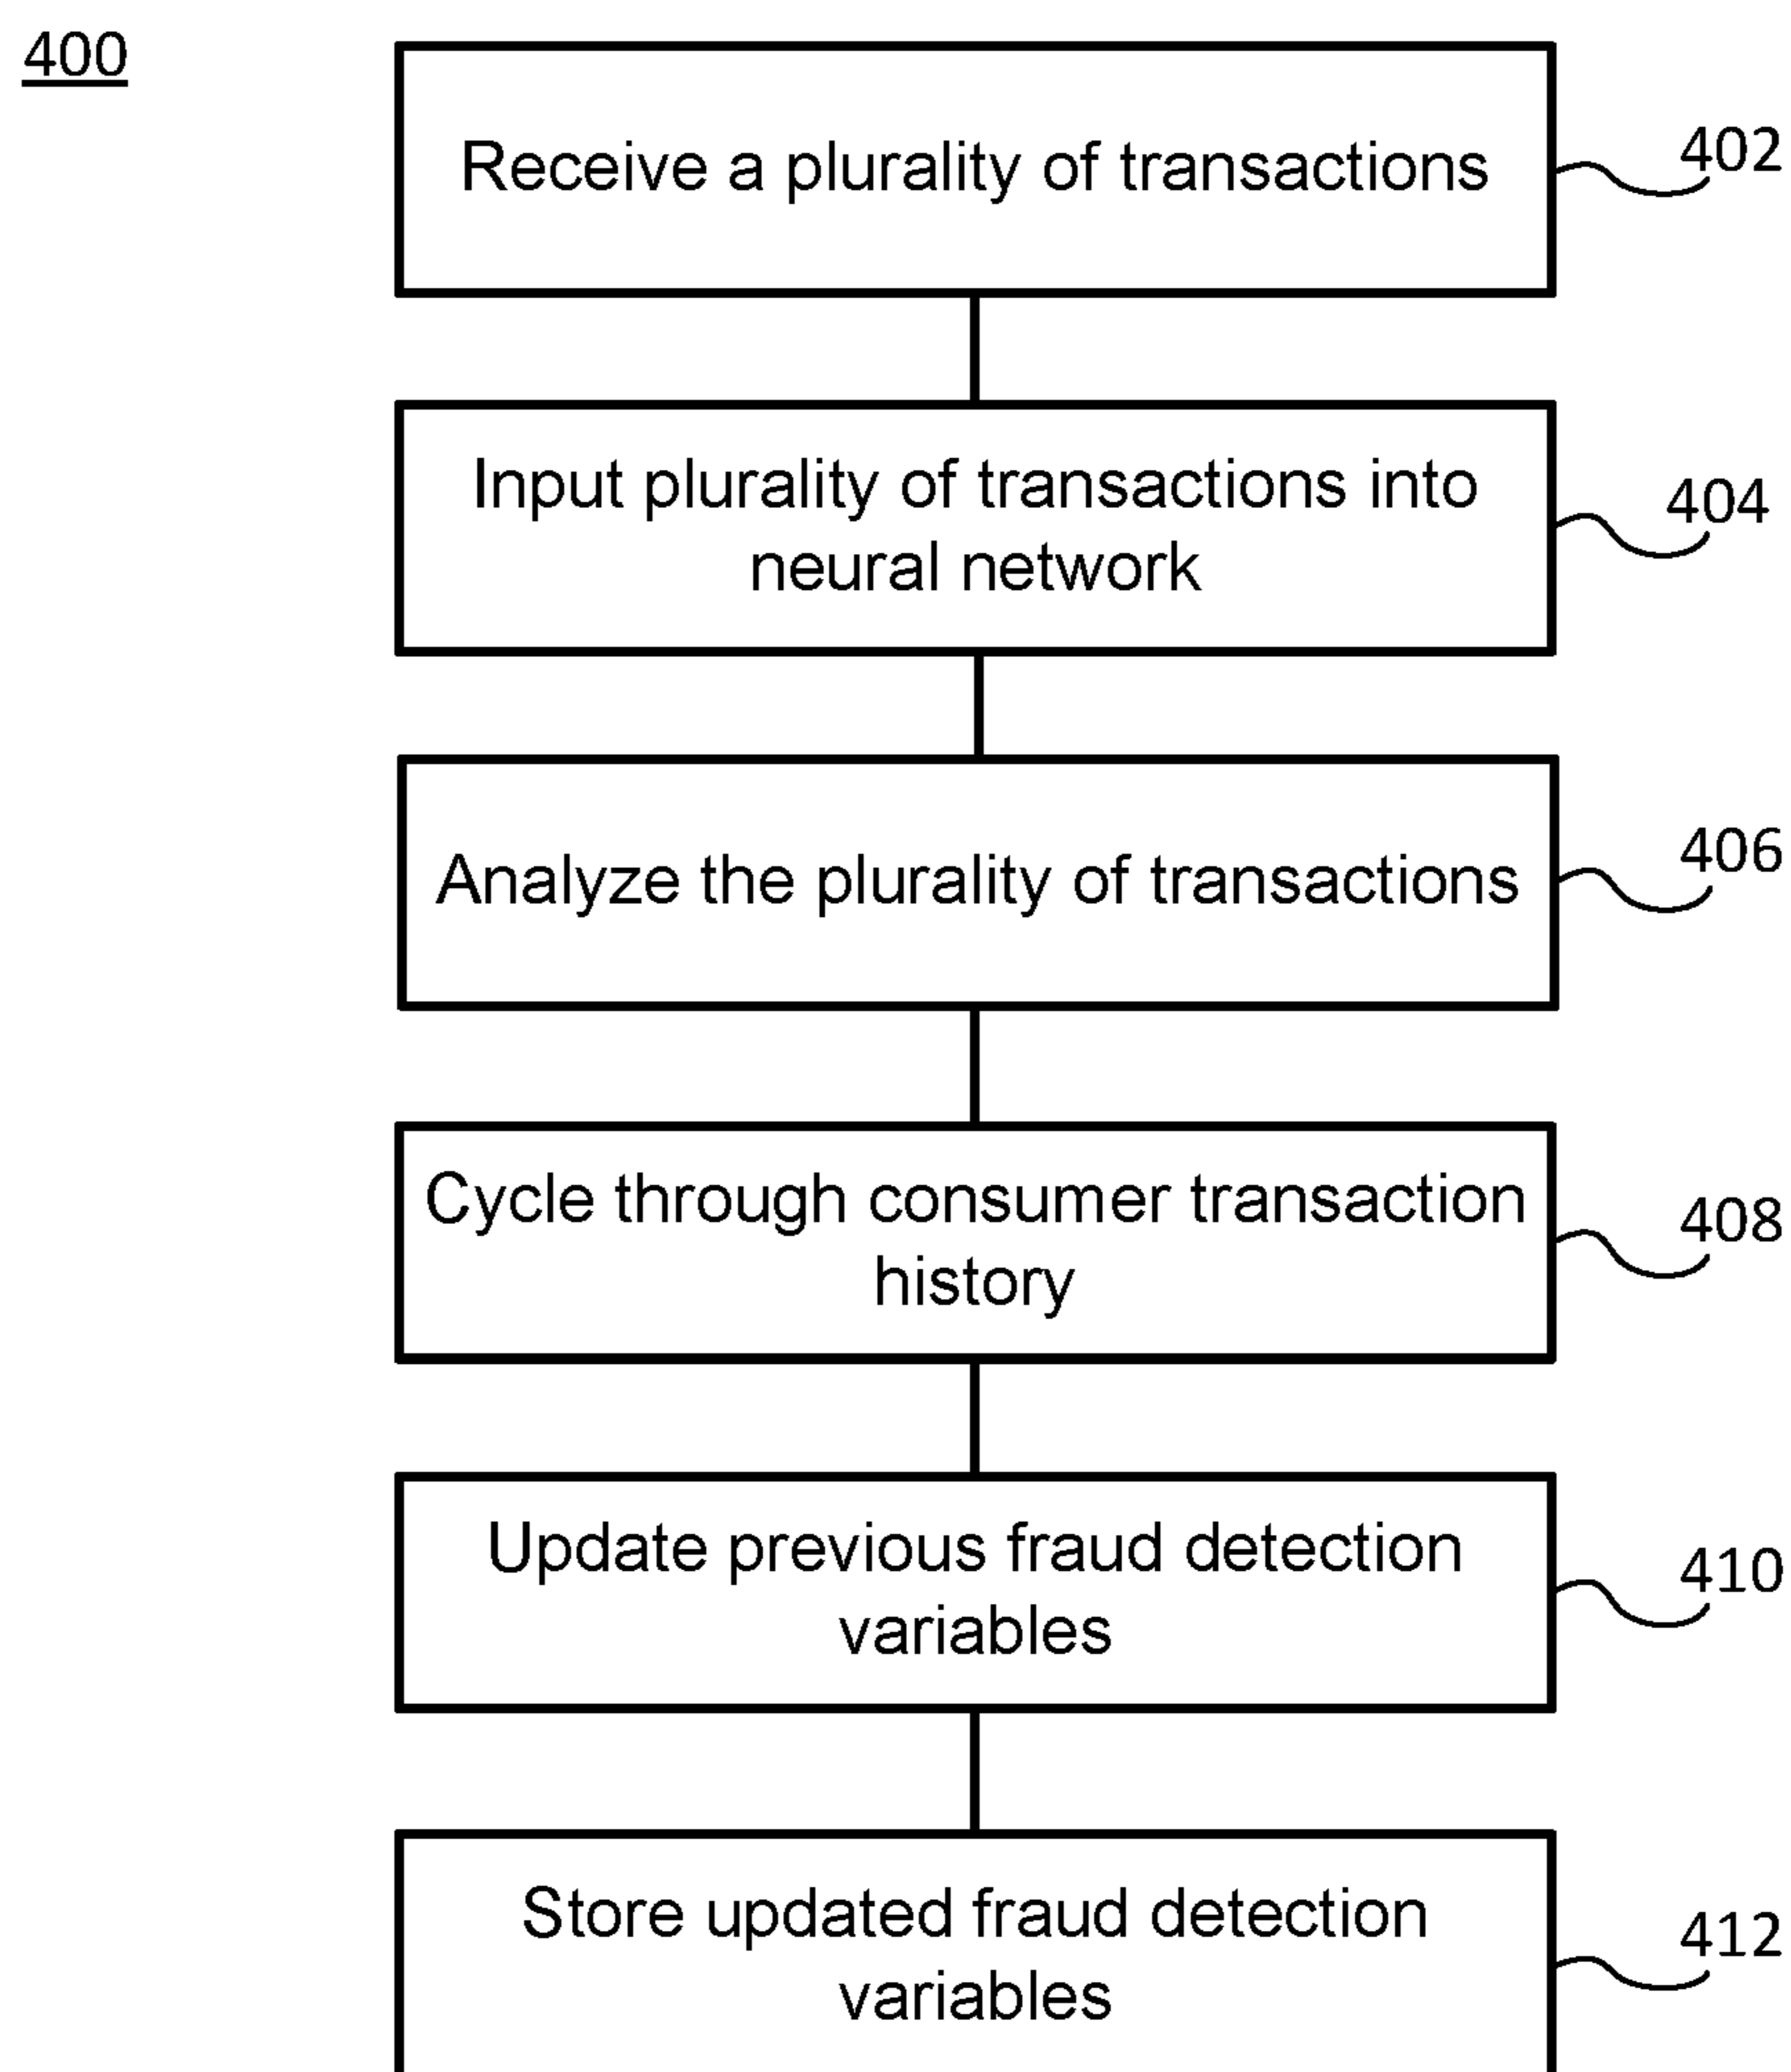 400
Receive a plurality of transactions
402
Input plurality of transactions into
neural network
404
Analyze the plurality of transactions
406
Cycle through consumer transaction
history
408
Update previous fraud detection
variables
410
Store updated fraud detection
variables
412